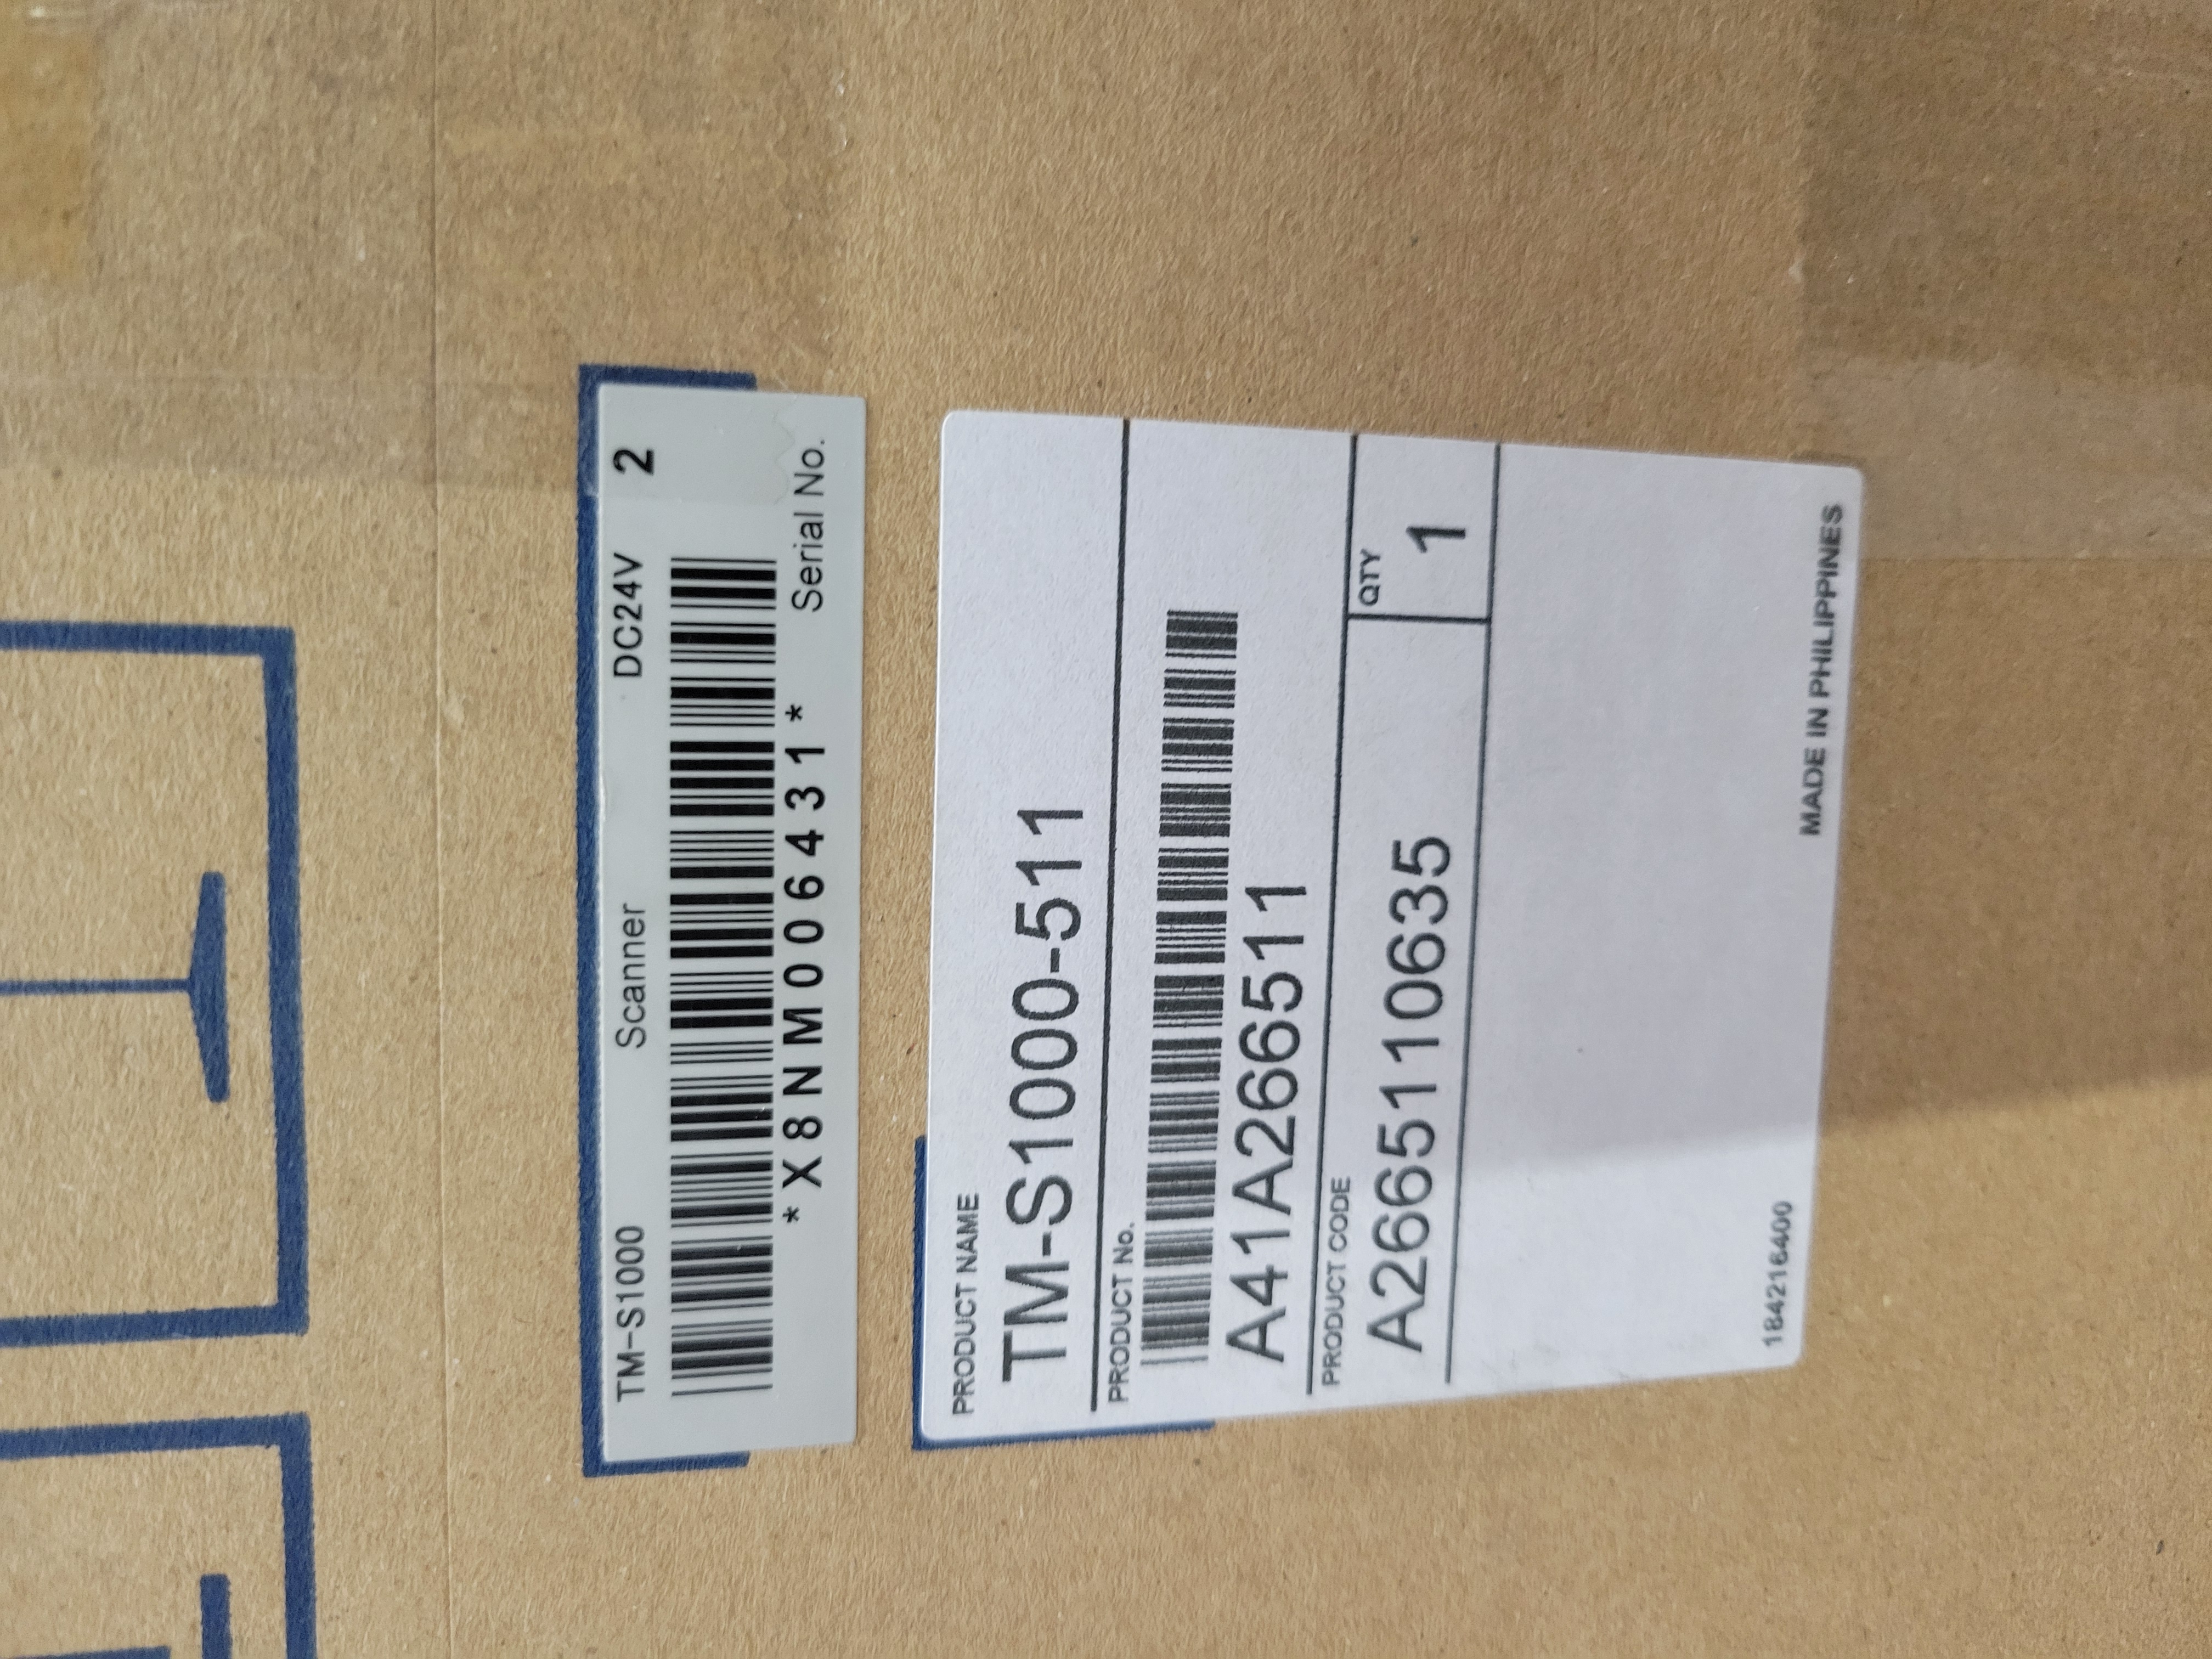 TM-S1000 Scanner DC24V 2
*X8NM006431*
Serial No.
PRODUCT NAME
TM-S1000-511
PRODUCT No.
A41A266511
PRODUCT CODE
A2665110635
QTY
1
184216400
MADE IN PHILIPPINES